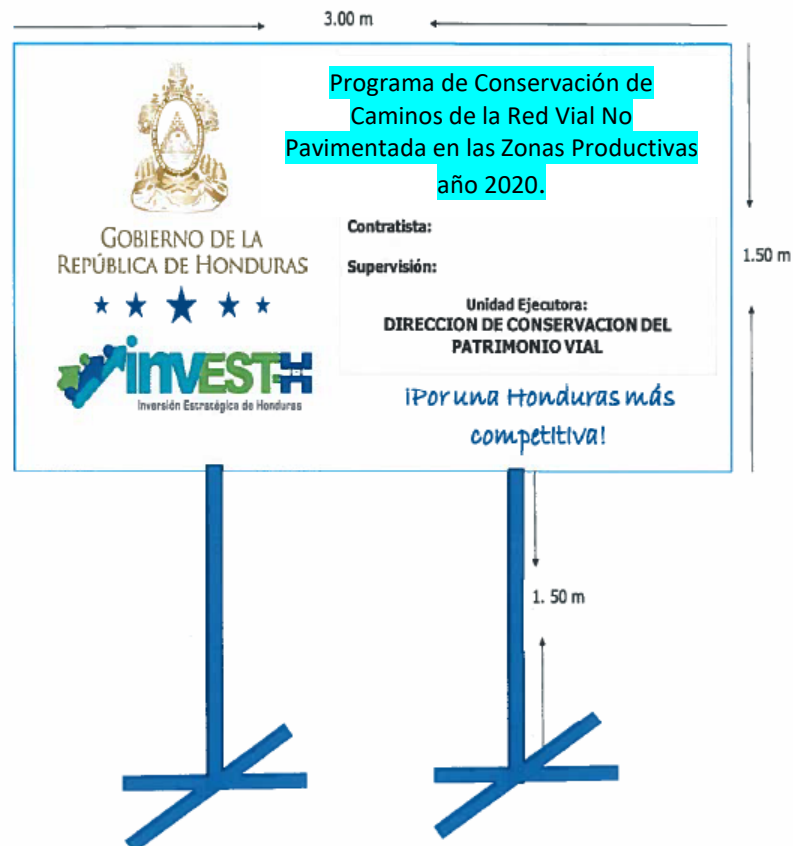 3.00 m
Programa de Conservación de
Caminos de la Red Vial No
Pavimentada en las Zonas Productivas
año 2020.
GOBIERNO DE LA
REPÚBLICA DE HONDURAS
Contratista:
Supervisión:
1.50 m
Unidad Ejecutora:
DIRECCION DE CONSERVACION DEL
PATRIMONIO VIAL
INVEST-H
Inversión Estratégica de Honduras
¡Por una Honduras más
competitiva!
1. 50 m